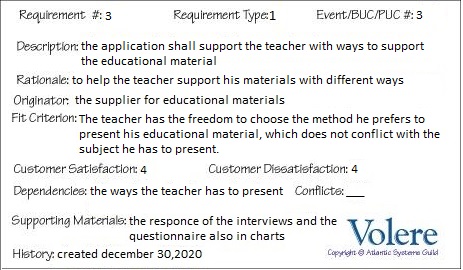 Requirement #: 3 Requirement Type:1 Event/BUC/PUC #: 3
Description: the application shall support the teacher with ways to support
the educational material
Rationale: to help the teacher support his materials with different ways
Originator: the supplier for educational materials
Fit Criterion: The teacher has the freedom to choose the method he prefers to
present his educational material, which does not conflict with the
subject he has to present.
Customer Satisfaction: 4 Customer Dissatisfaction: 4
Dependencies: the ways the teacher has to present Conflicts: ___
Supporting Materials: the responce of the interviews and the
questionnaire also in charts
Volere
Copyright © Atlantic Systems Guild
History: created december 30,2020